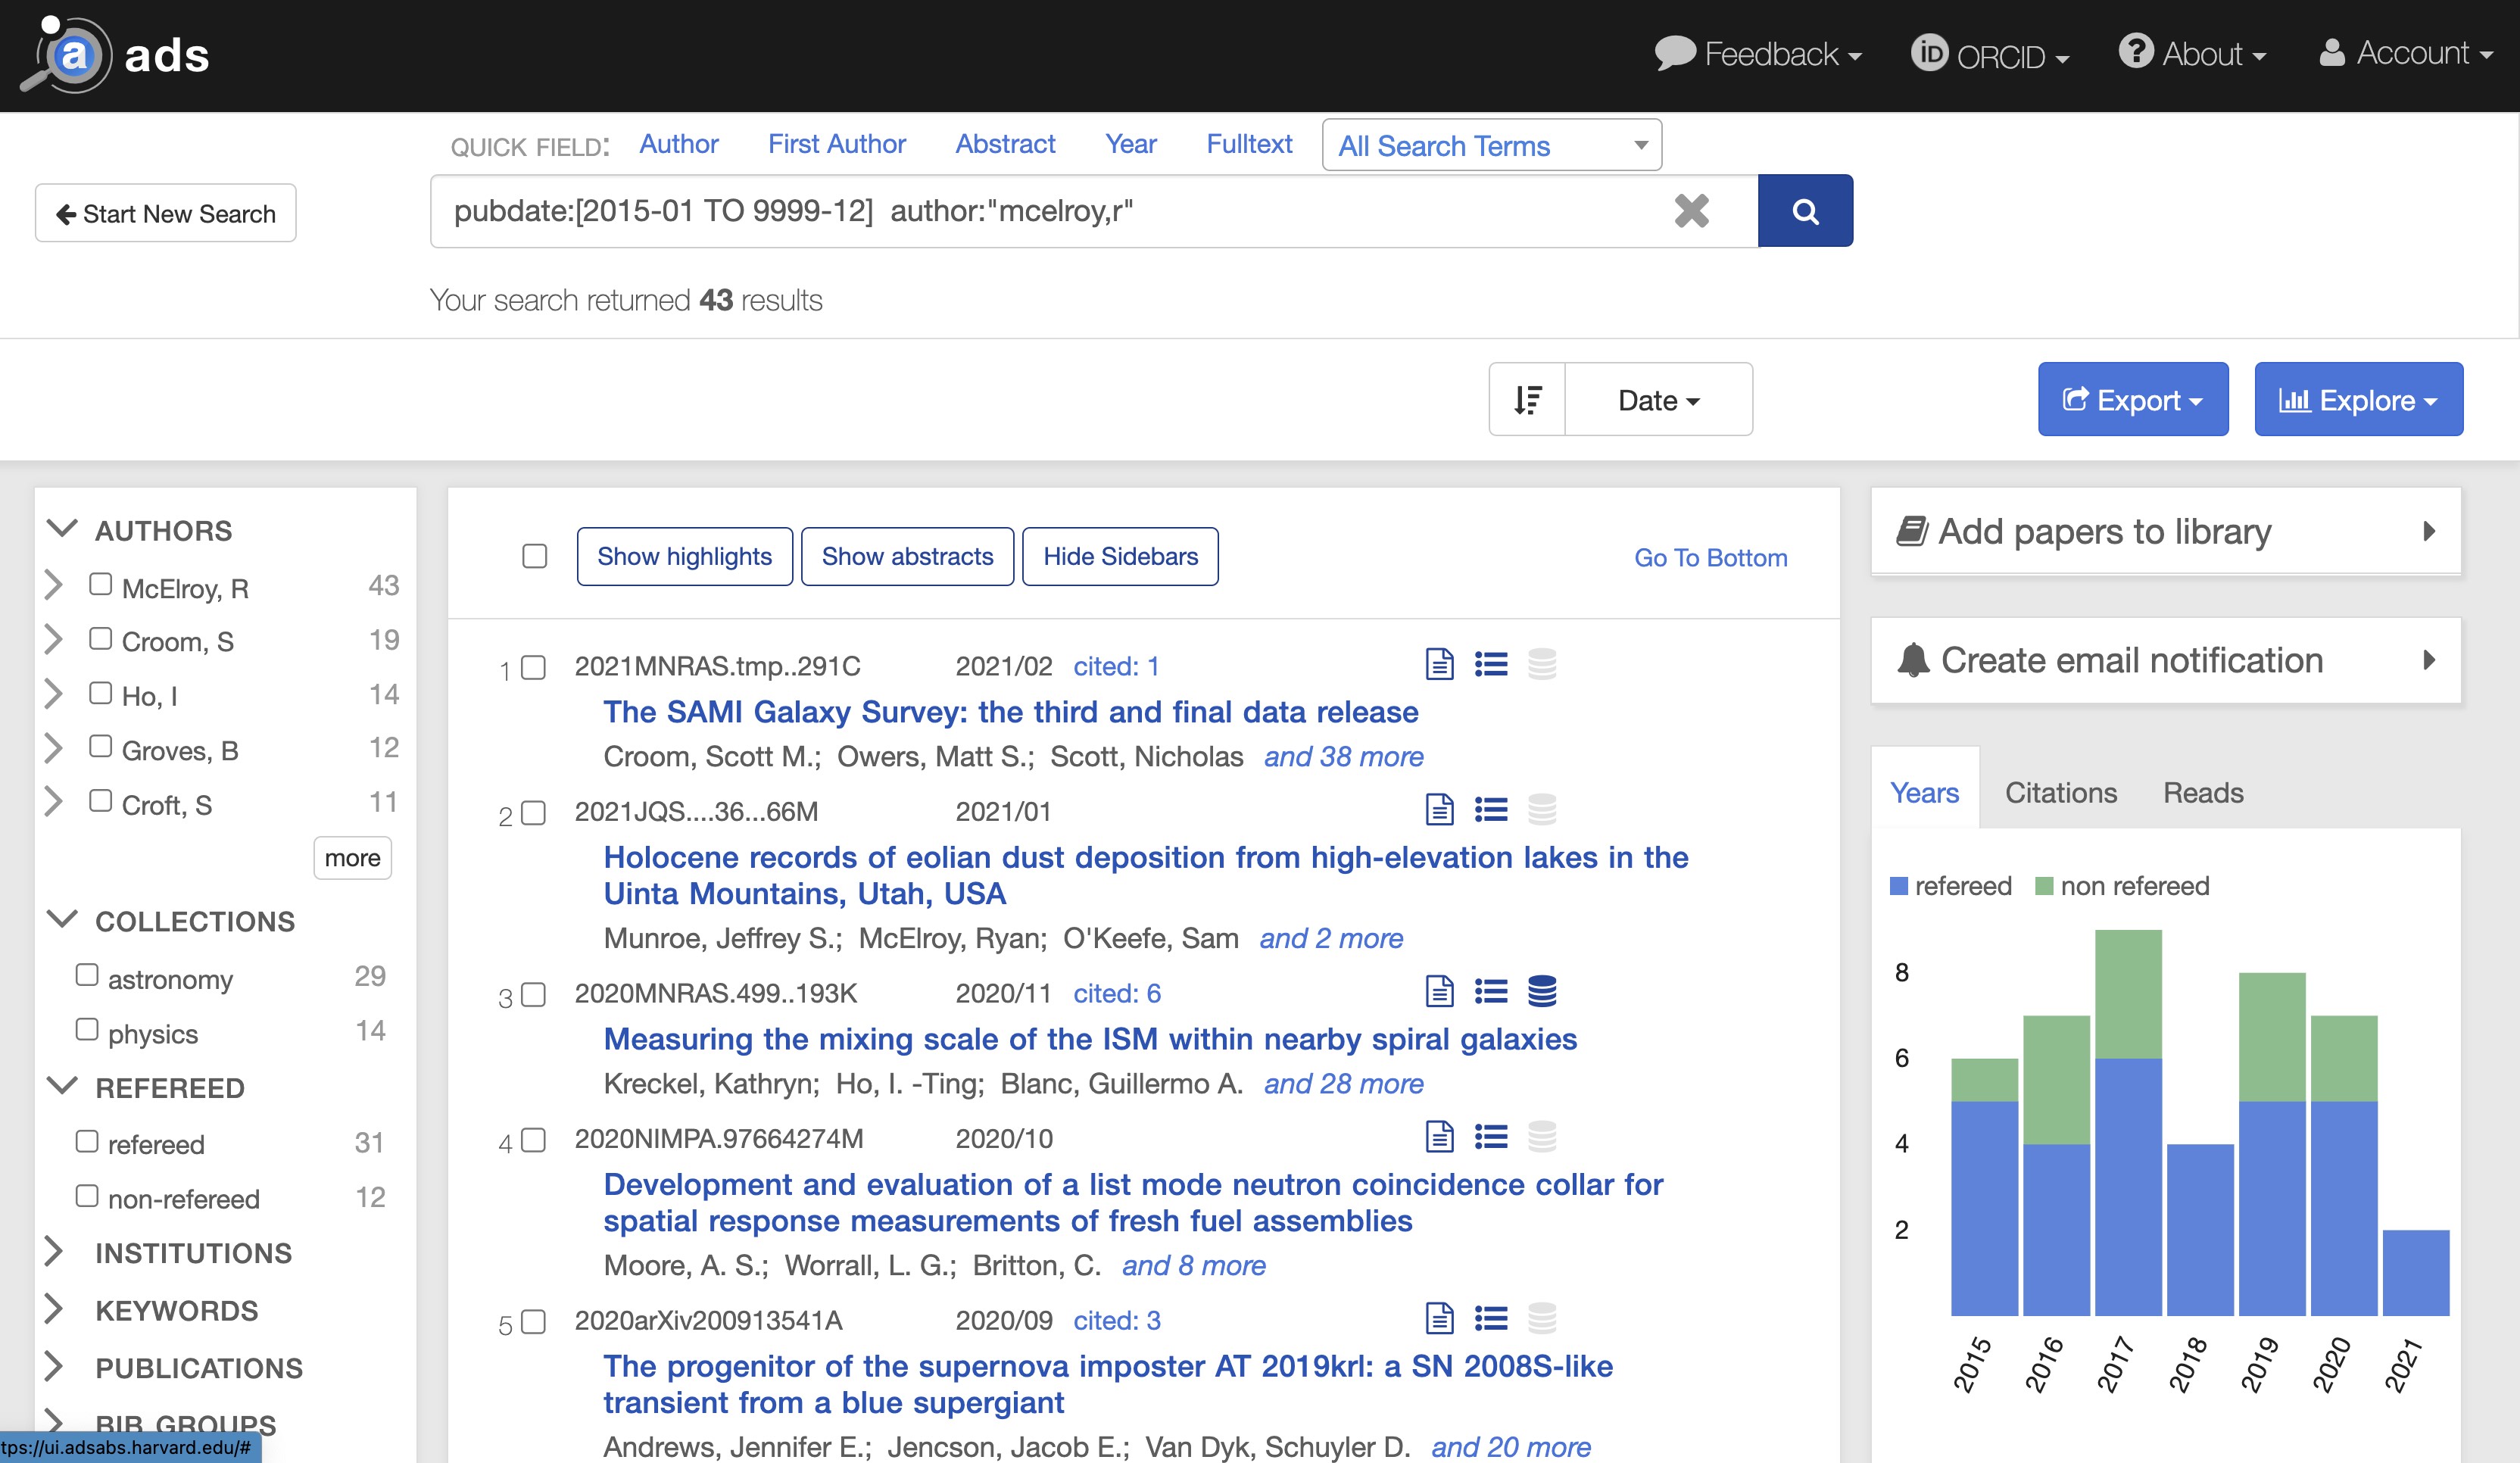 a ads
Feedback
iD ORCID
? About
Account
QUICK FIELD: Author First Author Abstract Year Fulltext All Search Terms
Start New Search
pubdate:[2015-01 TO 9999-12] author:"mcelroy,r"
Your search returned 43 results
Date
Export
Explore
AUTHORS
McElroy, R 43
Croom, S 19
Ho, I 14
Groves, B 12
Croft, S 11
more
COLLECTIONS
astronomy 29
physics 14
REFEREED
refereed 31
non-refereed 12
INSTITUTIONS
KEYWORDS
PUBLICATIONS
BIB GROUPS
tps://ui.adsabs.harvard.edu/#
Show highlights Show abstracts Hide Sidebars Go To Bottom
1 2021MNRAS.tmp..291C 2021/02 cited: 1
The SAMI Galaxy Survey: the third and final data release
Croom, Scott M.; Owers, Matt S.; Scott, Nicholas and 38 more
2 2021JQS....36...66M 2021/01
Holocene records of eolian dust deposition from high-elevation lakes in the
Uinta Mountains, Utah, USA
Munroe, Jeffrey S.; McElroy, Ryan; O'Keefe, Sam and 2 more
3 2020MNRAS.499..193K 2020/11 cited: 6
Measuring the mixing scale of the ISM within nearby spiral galaxies
Kreckel, Kathryn; Ho, I. -Ting; Blanc, Guillermo A. and 28 more
4 2020NIMPA.97664274M 2020/10
Development and evaluation of a list mode neutron coincidence collar for
spatial response measurements of fresh fuel assemblies
Moore, A. S.; Worrall, L. G.; Britton, C. and 8 more
5 2020arXiv200913541A 2020/09 cited: 3
The progenitor of the supernova imposter AT 2019krl: a SN 2008S-like
transient from a blue supergiant
Andrews, Jennifer E.; Jencson, Jacob E.; Van Dyk, Schuyler D. and 20 more
Add papers to library
Create email notification
Years Citations Reads
refereed non refereed
8
6
4
2
2015 2016 2017 2018 2019 2020 2021